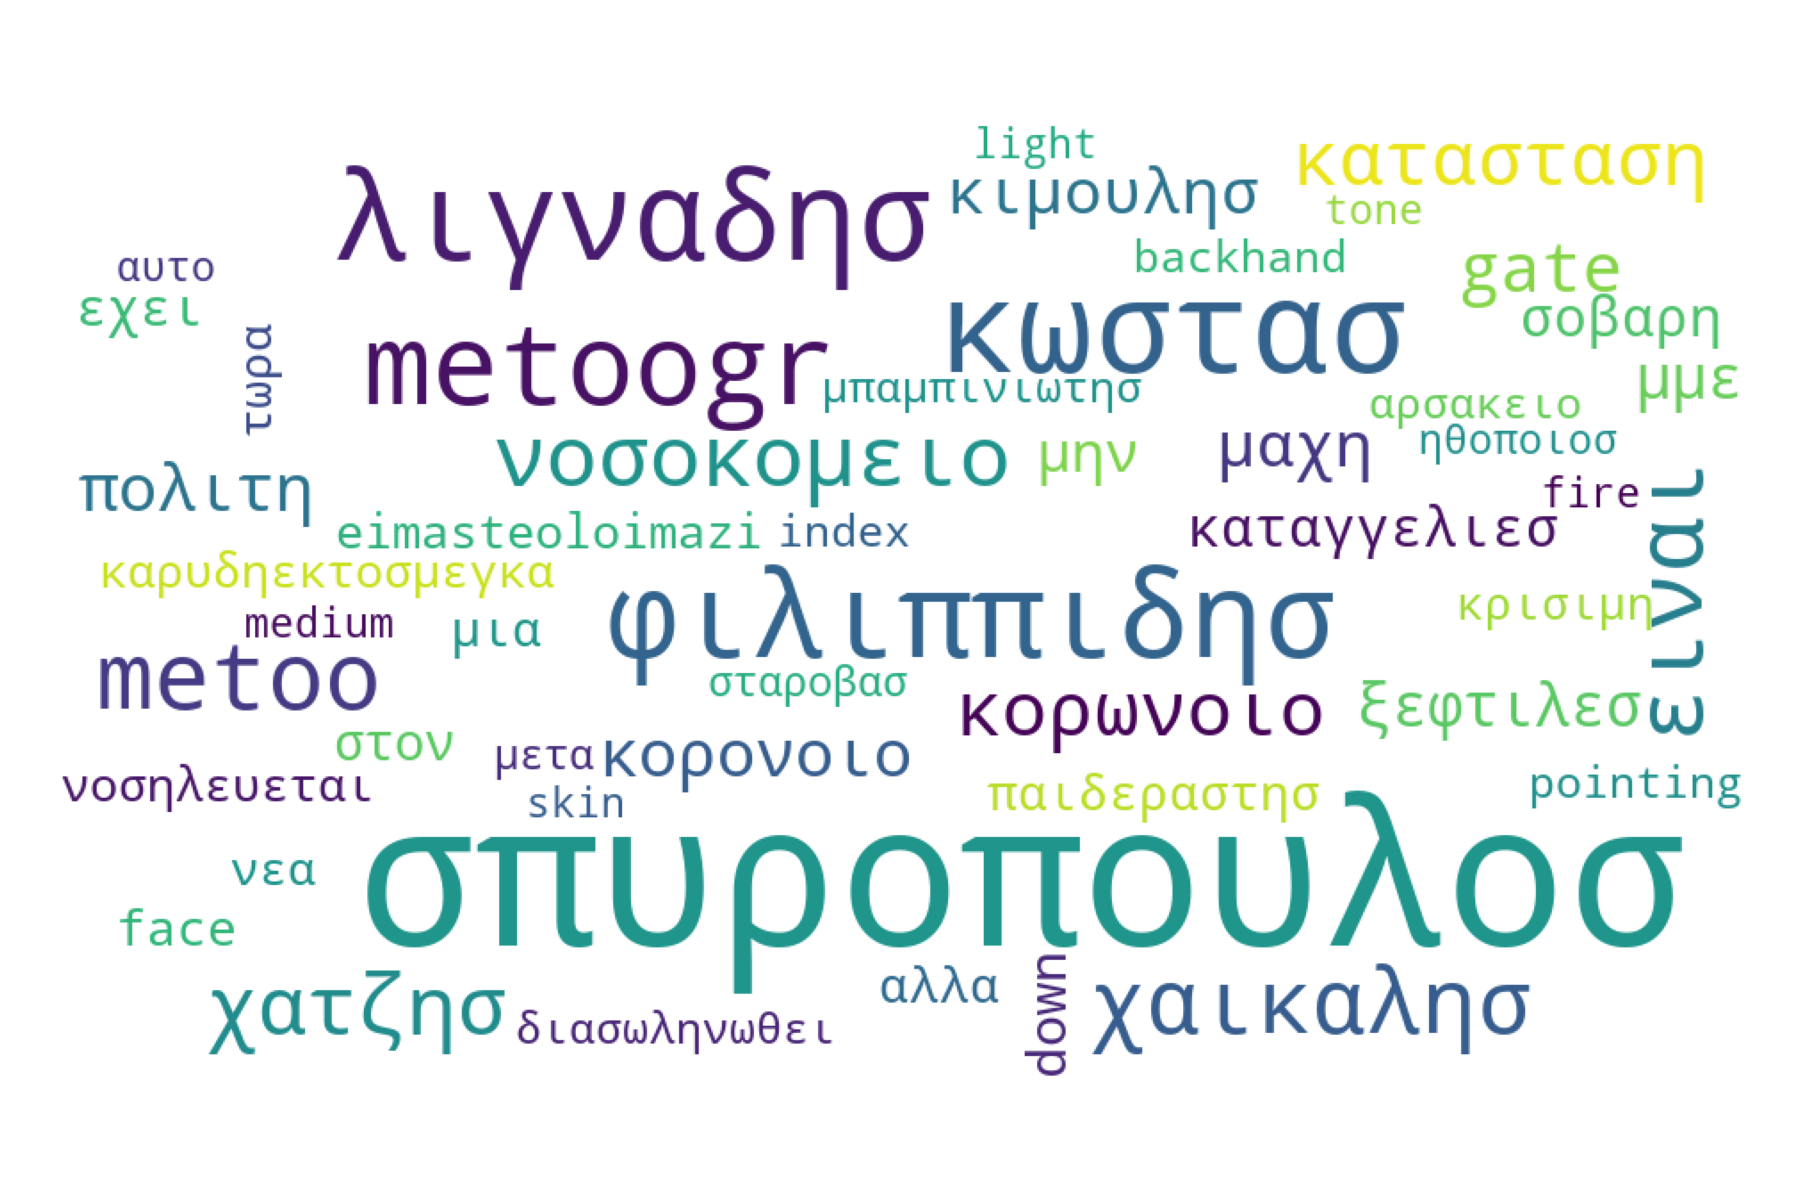 light
κατασταση
λιγναδησ
κιμουλησ
tone
αυτο
backhand
gate
εχει
κωστασ
σοβαρη
τωρα
metoogr
μπαμπινιωτησ
μμε
αρσακειο
νοσοκομειο
μην
μαχη
ηθοποιοσ
πολιτη
fire
eimasteoloimazi
index
καταγγελιεσ
ειναι
καρυδηεκτοσμεγκα
φιλιππιδησ
κρισιμη
medium
μια
metoo
σταροβασ
κορωνοιο
ξεφτιλεσ
στον
μετα
κορονοιο
νοσηλευεται
skin
παιδεραστησ
pointing
νεα
σπυροπουλοσ
face
χατζησ
διασωληνωθει
αλλα
down
χαικαλησ